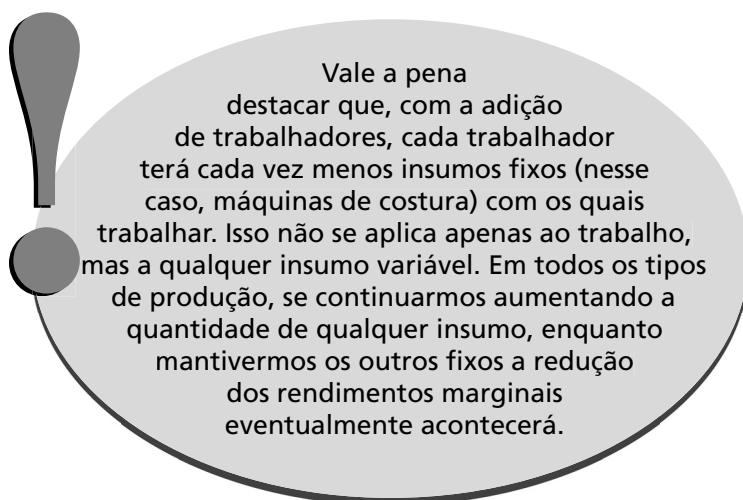 Vale a pena
destacar que, com a adição
de trabalhadores, cada trabalhador
terá cada vez menos insumos fixos (nesse
caso, máquinas de costura) com os quais
trabalhar. Isso não se aplica apenas ao trabalho,
mas a qualquer insumo variável. Em todos os tipos
de produção, se continuarmos aumentando a
quantidade de qualquer insumo, enquanto
mantivermos os outros fixos a redução
dos rendimentos marginais
eventualmente acontecerá.